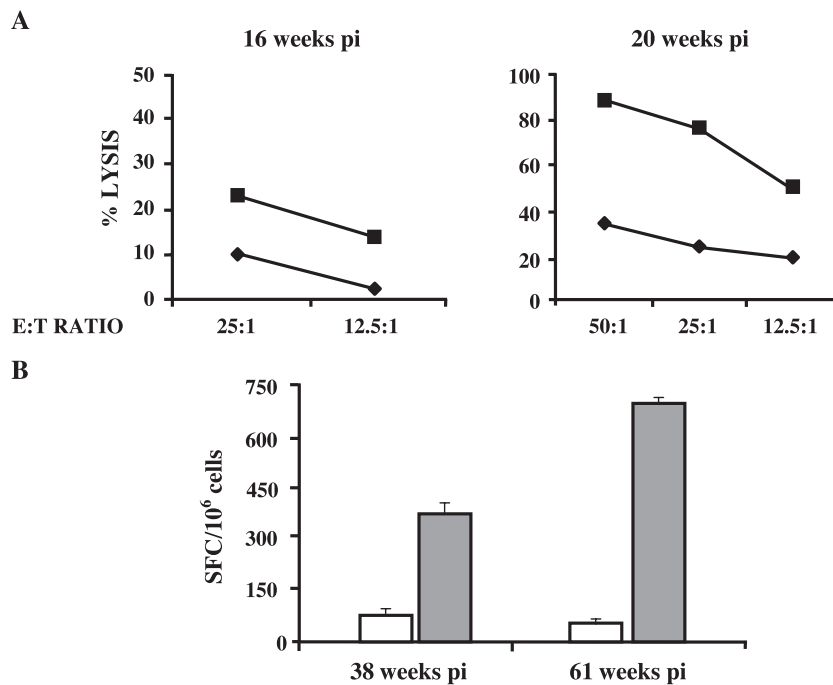 A
16 weeks pi
20 weeks pi
% LYSIS
50
40
30
20
10
0
100
80
60
40
20
0
E:T RATIO
25:1
12.5:1
50:1
25:1
12.5:1
B
SFC/10⁶ cells
750
600
450
300
150
0
38 weeks pi
61 weeks pi